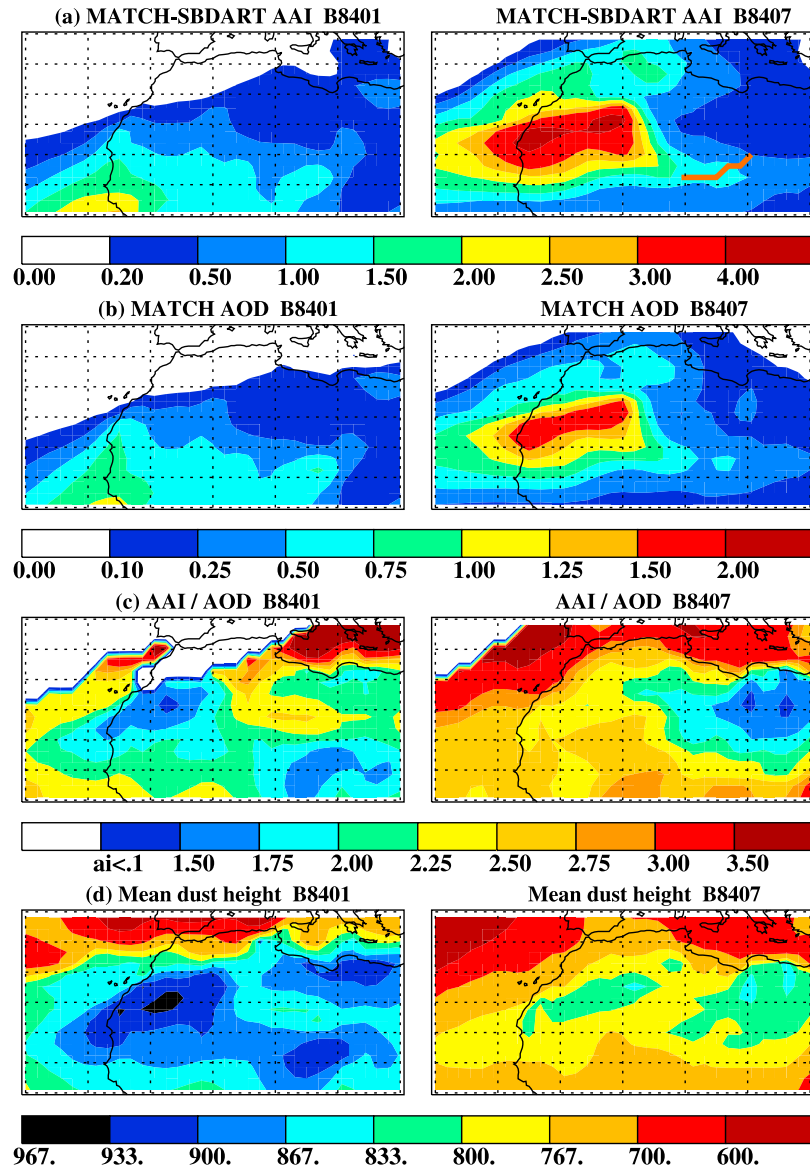 (a) MATCH-SBDART AAI B8401
MATCH-SBDART AAI B8407
0.00 0.20 0.50 1.00 1.50 2.00 2.50 3.00 4.00
(b) MATCH AOD B8401
MATCH AOD B8407
0.00 0.10 0.25 0.50 0.75 1.00 1.25 1.50 2.00
(c) AAI / AOD B8401
AAI / AOD B8407
ai<.1 1.50 1.75 2.00 2.25 2.50 2.75 3.00 3.50
(d) Mean dust height B8401
Mean dust height B8407
967. 933. 900. 867. 833. 800. 767. 700. 600.